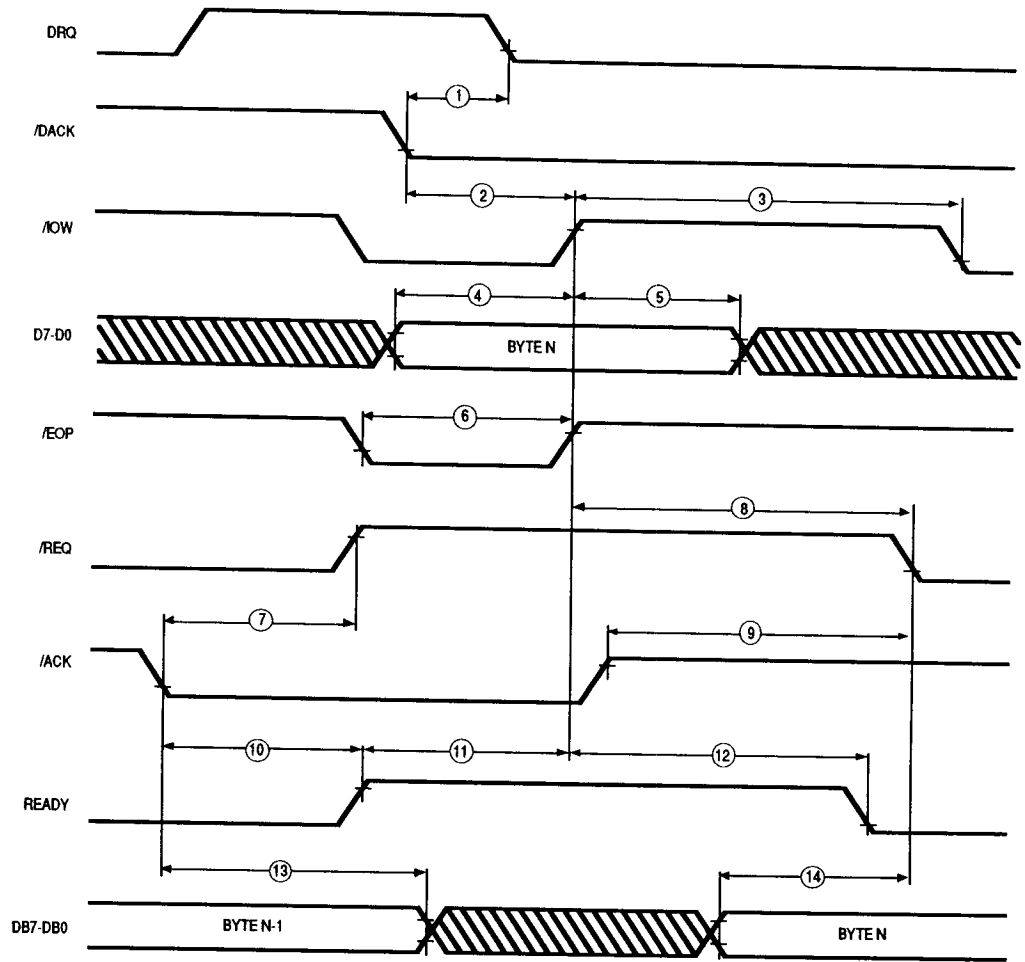 DRQ
1
/DACK
2
3
/IOW
4
5
D7-D0
BYTE N
6
/EOP
8
/REQ
7
9
/ACK
10
11
12
READY
13
14
DB7-DB0
BYTE N-1
BYTE N